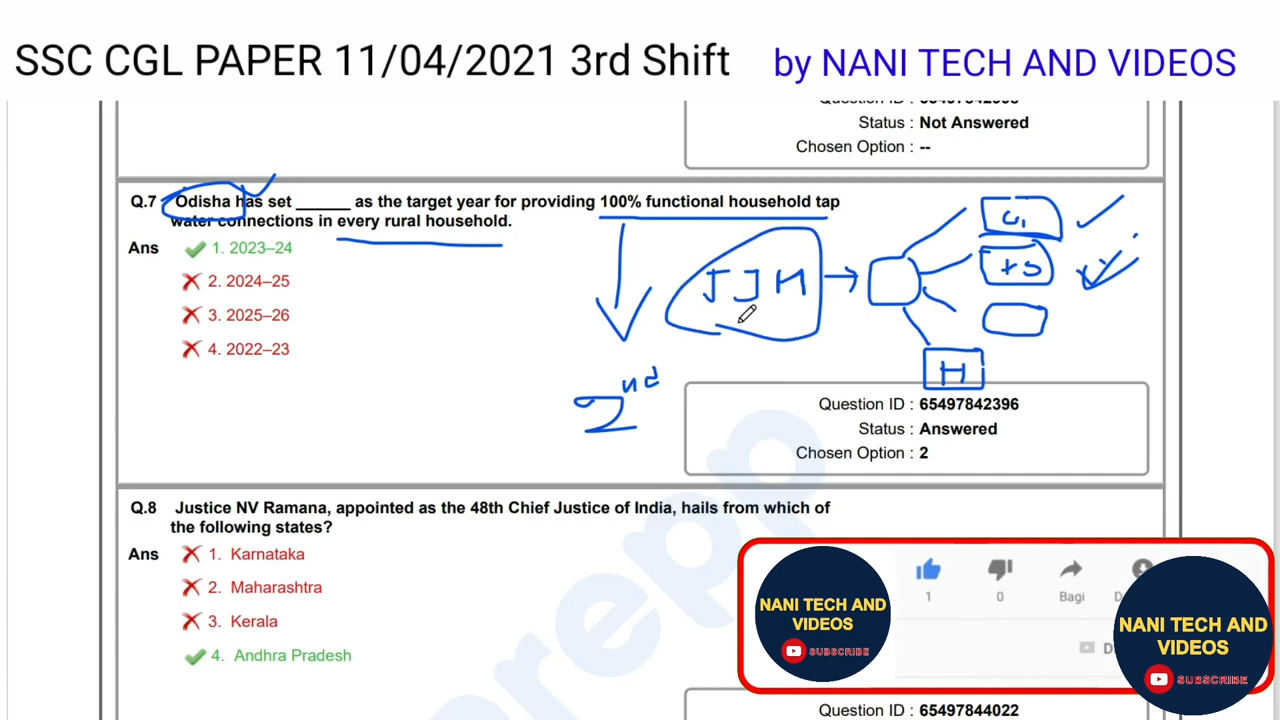 SSC CGL PAPER 11/04/2021 3rd Shift by NANI TECH AND VIDEOS
Status : Not Answered
Chosen Option : --
Q.7 Odisha has set ______ as the target year for providing 100% functional household tap
water connections in every rural household.
Ans 1. 2023–24
2. 2024–25
3. 2025–26
4. 2022–23
JJM
G
TS
H
2nd
Question ID : 65497842396
Status : Answered
Chosen Option : 2
Q.8 Justice NV Ramana, appointed as the 48th Chief Justice of India, hails from which of
the following states?
Ans 1. Karnataka
2. Maharashtra
3. Kerala
4. Andhra Pradesh
prepp
1 0 Bagi
NANI TECH AND
VIDEOS
SUBSCRIBE
NANI TECH AND
VIDEOS
SUBSCRIBE
Question ID : 65497844022